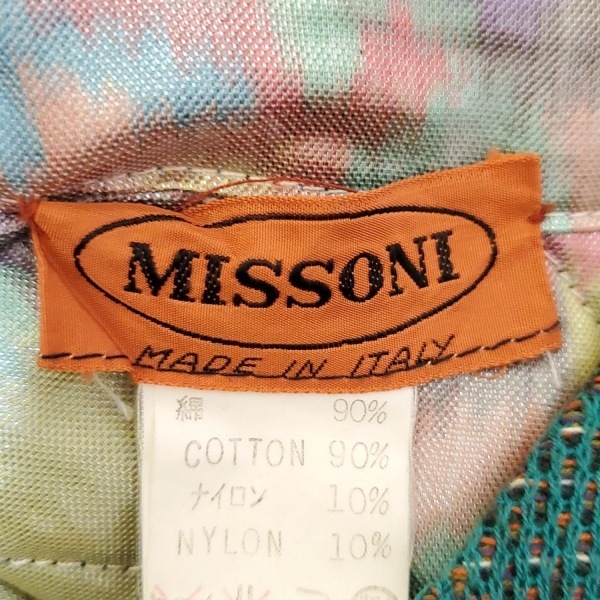 MISSONI
MADE IN ITALY
綿 90%
COTTON 90%
ナイロン 10%
NYLON 10%